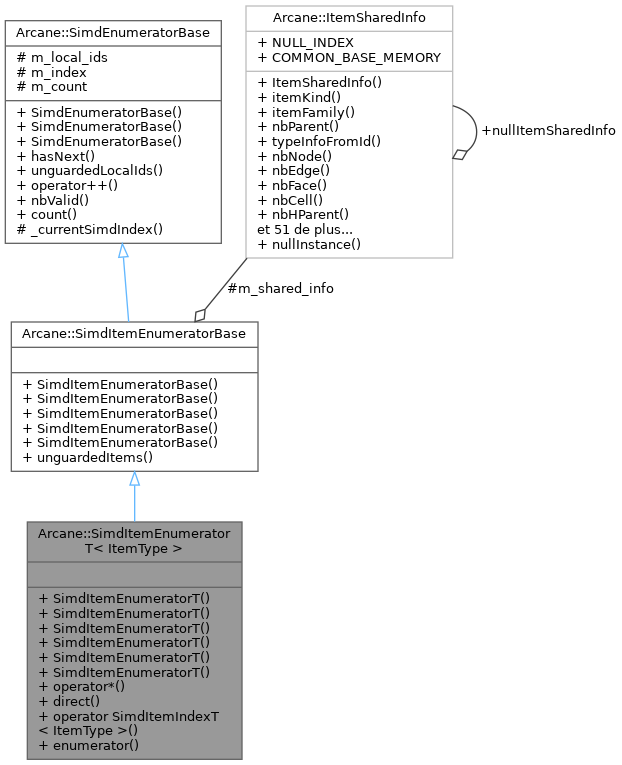 Arcane::SimdEnumeratorBase
# m_local_ids
# m_index
# m_count
+ SimdEnumeratorBase()
+ SimdEnumeratorBase()
+ SimdEnumeratorBase()
+ hasNext()
+ unguardedLocalIds()
+ operator++()
+ nbValid()
+ count()
# _currentSimdIndex()
Arcane::ItemSharedInfo
+ NULL_INDEX
+ COMMON_BASE_MEMORY
+ ItemSharedInfo()
+ itemKind()
+ itemFamily()
+ nbParent()
+ typeInfoFromId()
+ nbNode()
+ nbEdge()
+ nbFace()
+ nbCell()
+ nbHParent()
et 51 de plus...
+ nullInstance()
+nullItemSharedInfo
#m_shared_info
Arcane::SimdItemEnumeratorBase
+ SimdItemEnumeratorBase()
+ SimdItemEnumeratorBase()
+ SimdItemEnumeratorBase()
+ SimdItemEnumeratorBase()
+ SimdItemEnumeratorBase()
+ unguardedItems()
Arcane::SimdItemEnumerator
T< ItemType >
+ SimdItemEnumeratorT()
+ SimdItemEnumeratorT()
+ SimdItemEnumeratorT()
+ SimdItemEnumeratorT()
+ SimdItemEnumeratorT()
+ SimdItemEnumeratorT()
+ operator*()
+ direct()
+ operator SimdItemIndexT
< ItemType >()
+ enumerator()